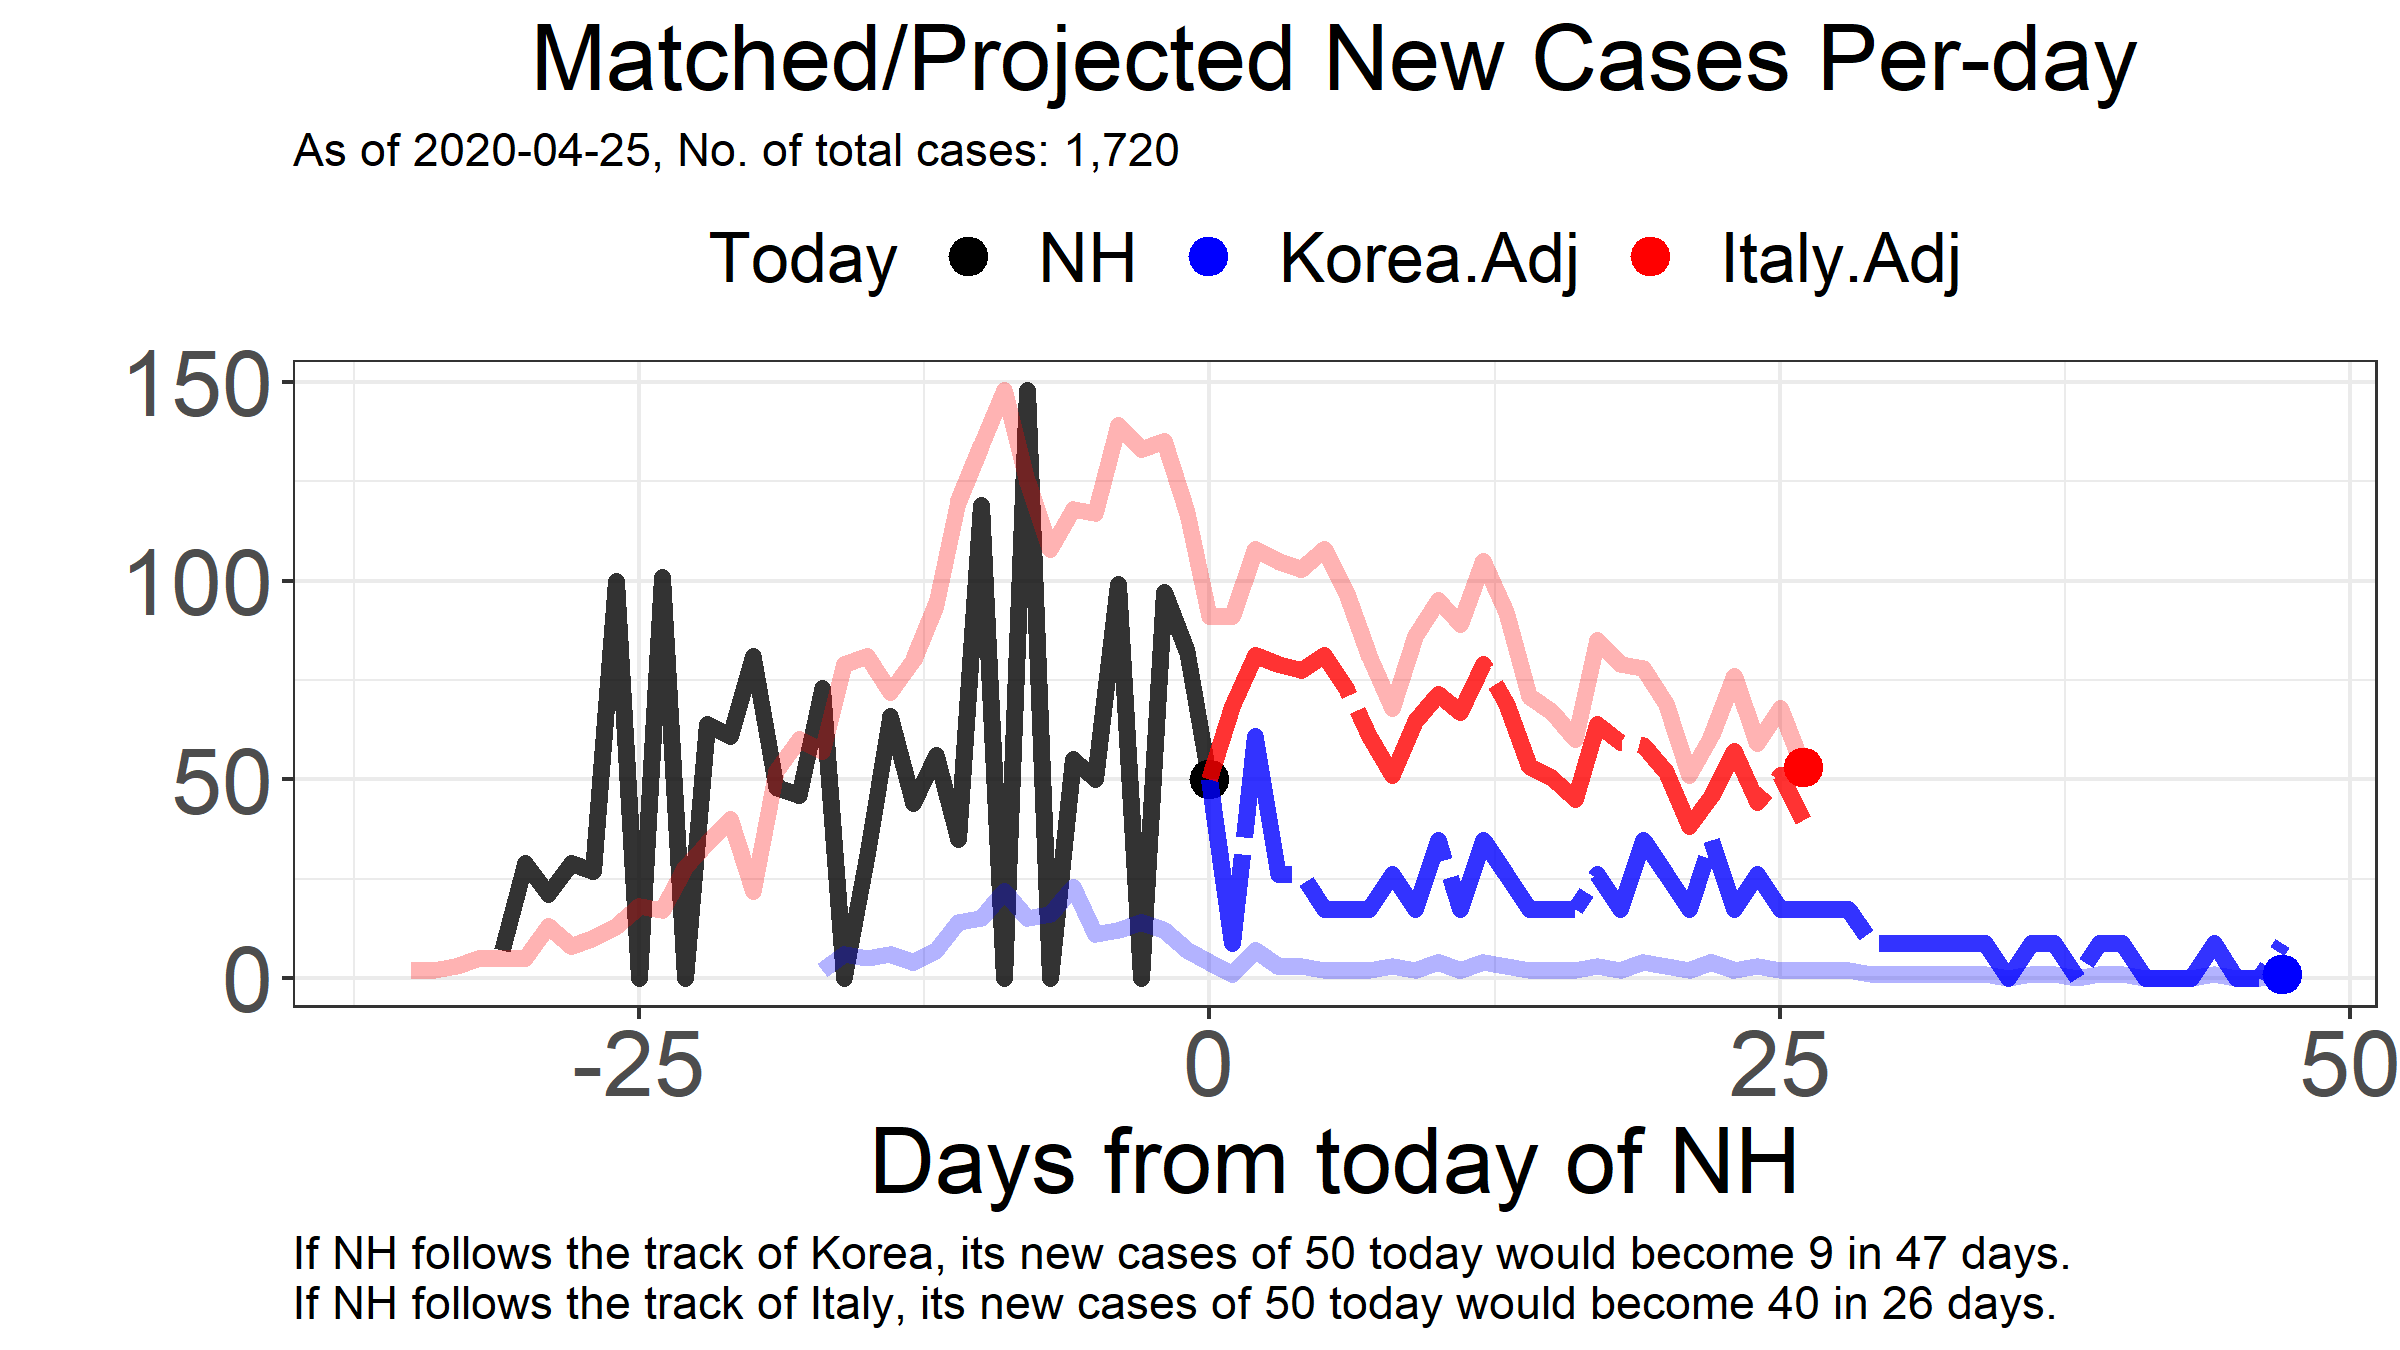 Matched/Projected New Cases Per-day
As of 2020-04-25, No. of total cases: 1,720
Today NH Korea.Adj Italy.Adj
150
100
50
0
-25 0 25 50
Days from today of NH
If NH follows the track of Korea, its new cases of 50 today would become 9 in 47 days.
If NH follows the track of Italy, its new cases of 50 today would become 40 in 26 days.